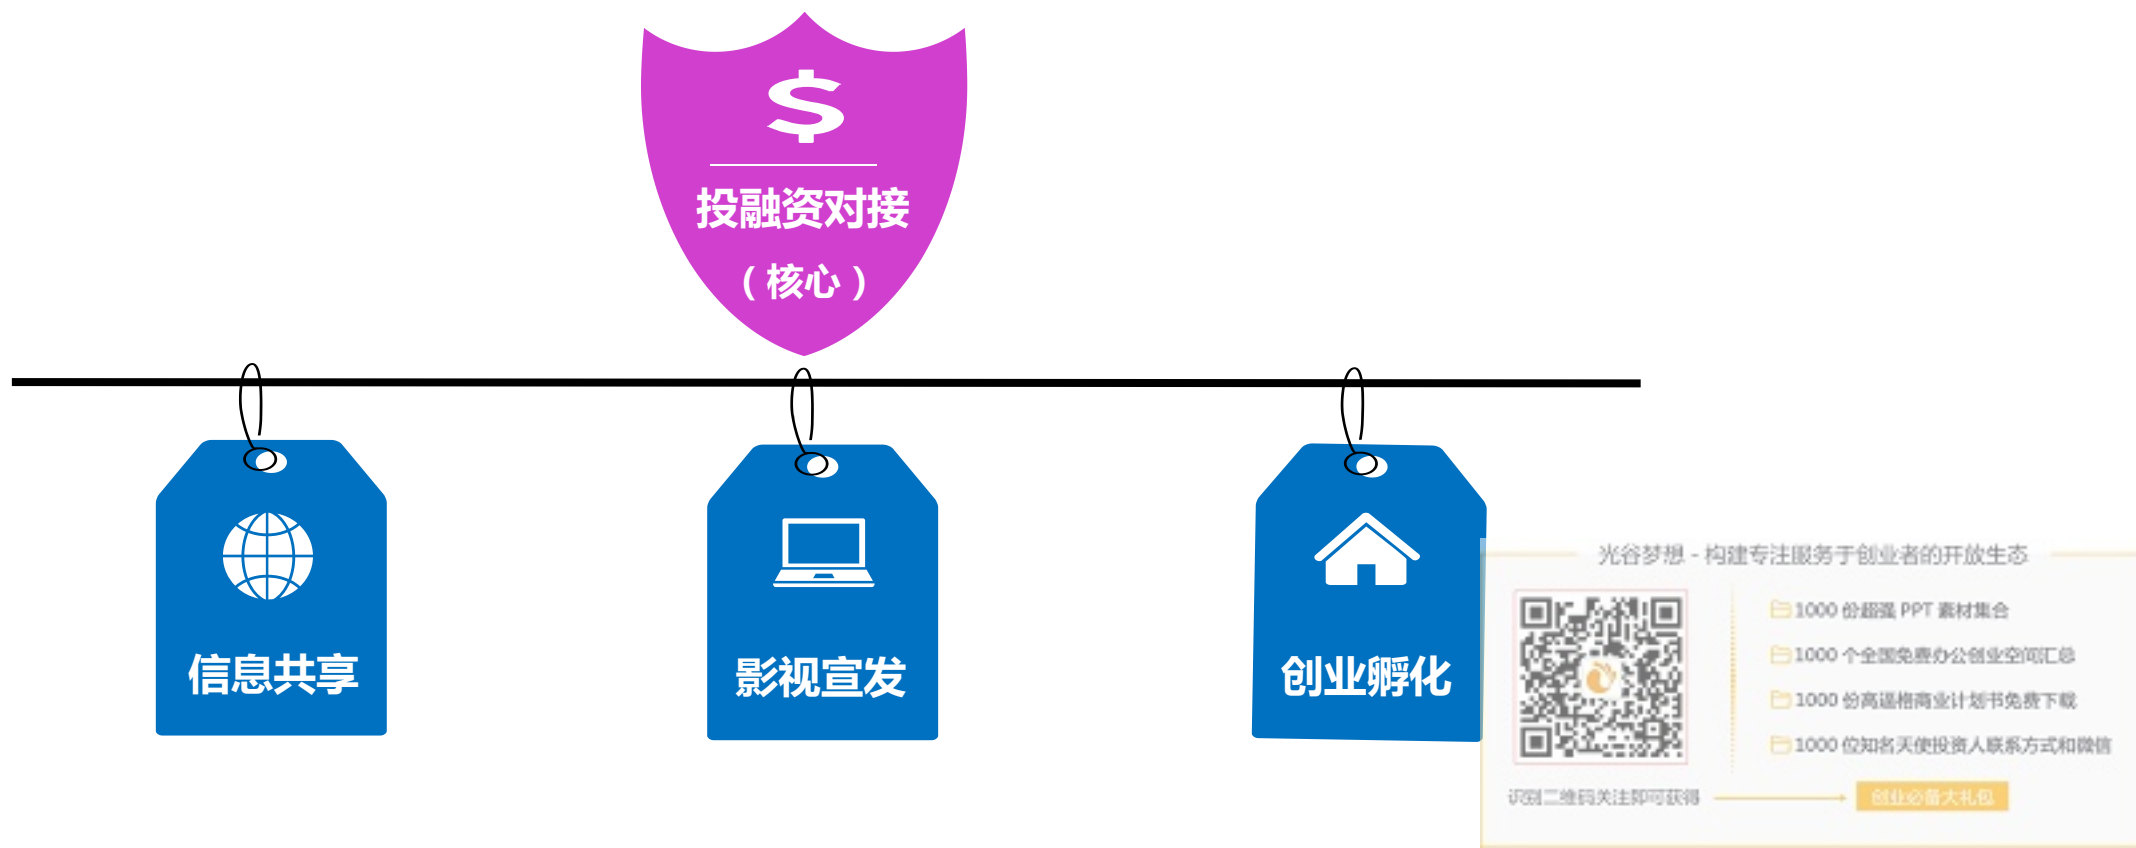 投融资对接
（核心）
信息共享
影视宣发
创业孵化
光谷梦想 - 构建专注服务于创业者的开放生态
1000 份超强 PPT 素材集合
1000 个全国免费办公创业空间汇总
1000 份高逼格商业计划书免费下载
1000 位知名天使投资人联系方式和微信
识别二维码关注即可获得
创业必备大礼包